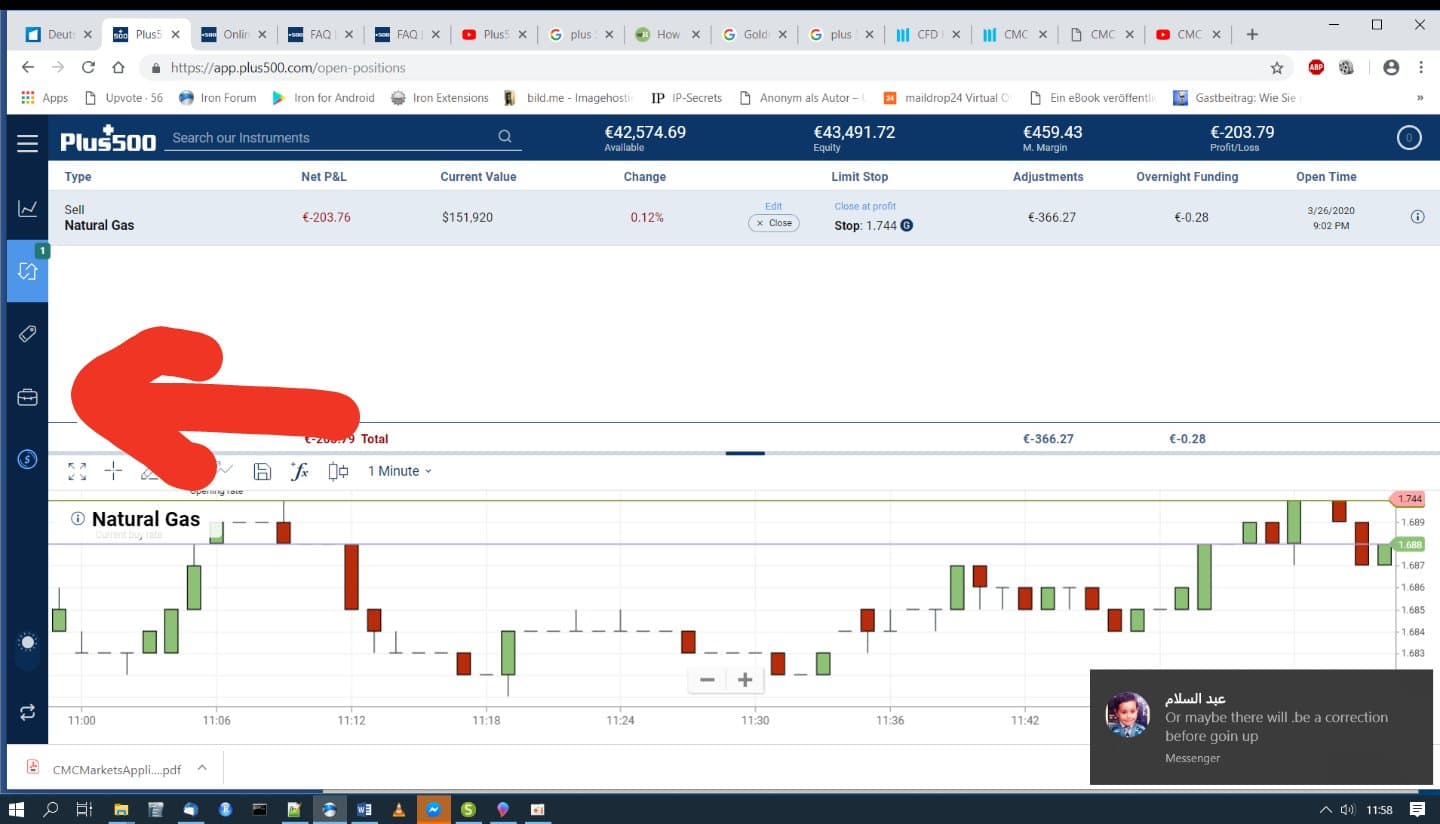 Deuts
Plus5
Onlin
FAQ
FAQ
Plus5
plus
How
Gold
plus
CFD
CMC
CMC
CMC
https://app.plus500.com/open-positions
ABP
Apps
Upvote · 56
Iron Forum
Iron for Android
Iron Extensions
bild.me - Imagehosti
IP IP-Secrets
Anonym als Autor –
24 maildrop24 Virtual O
Ein eBook veröffentli
Gastbeitrag: Wie Sie
»
Plus500
Search our Instruments
€42,574.69
Available
€43,491.72
Equity
€459.43
M. Margin
€-203.79
Profit/Loss
0
Type
Net P&L
Current Value
Change
Limit Stop
Adjustments
Overnight Funding
Open Time
Sell
Natural Gas
€-203.76
$151,920
0.12%
Edit
× Close
Close at profit
Stop: 1.744 G
€-366.27
€-0.28
3/26/2020
9:02 PM
1
€-203.79 Total
€-366.27
€-0.28
1 Minute
Opening rate
Natural Gas
Current buy rate
1.744
1.689
1.688
1.687
1.686
1.685
1.684
1.683
11:00
11:06
11:12
11:18
11:24
11:30
11:36
11:42
عبد السلام
Or maybe there will .be a correction
before goin up
Messenger
CMCMarketsAppli....pdf
11:58